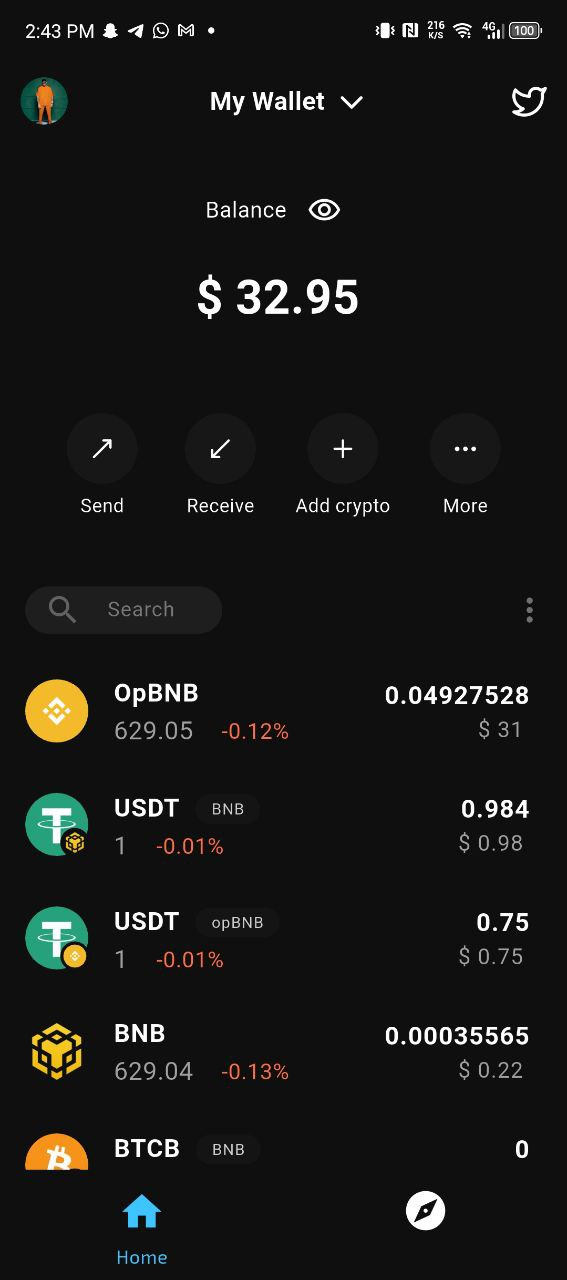 2:43 PM 216 K/S 4G 100
My Wallet
Balance
$ 32.95
Send Receive Add crypto More
Search
OpBNB 0.04927528
629.05 -0.12% $ 31
USDT BNB 0.984
1 -0.01% $ 0.98
USDT opBNB 0.75
1 -0.01% $ 0.75
BNB 0.00035565
629.04 -0.13% $ 0.22
BTCB BNB 0
Home